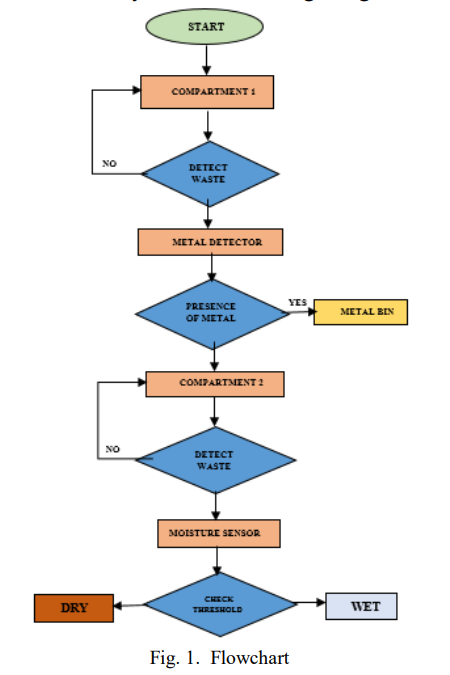 START
COMPARTMENT 1
NO
DETECT
WASTE
METAL DETECTOR
PRESENCE
OF METAL
YES
METAL BIN
COMPARTMENT 2
NO
DETECT
WASTE
MOISTURE SENSOR
CHECK
THRESHOLD
DRY
WET
Fig. 1. Flowchart